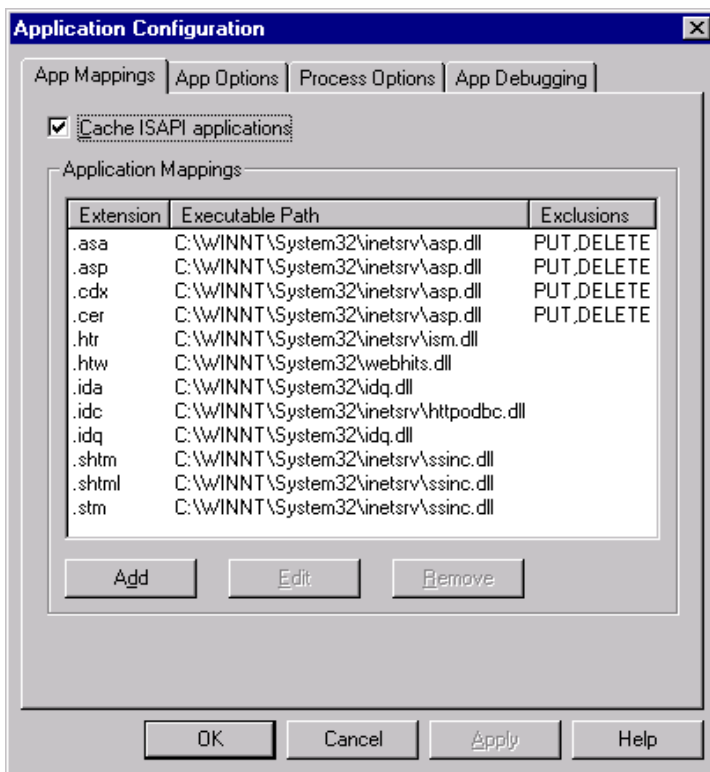 Application Configuration
App Mappings App Options Process Options App Debugging
Cache ISAPI applications
Application Mappings
Extension Executable Path Exclusions
.asa C:\WINNT\System32\inetsrv\asp.dll PUT,DELETE
.asp C:\WINNT\System32\inetsrv\asp.dll PUT,DELETE
.cdx C:\WINNT\System32\inetsrv\asp.dll PUT,DELETE
.cer C:\WINNT\System32\inetsrv\asp.dll PUT,DELETE
.htr C:\WINNT\System32\inetsrv\ism.dll
.htw C:\WINNT\System32\webhits.dll
.ida C:\WINNT\System32\idq.dll
.idc C:\WINNT\System32\inetsrv\httpodbc.dll
.idq C:\WINNT\System32\idq.dll
.shtm C:\WINNT\System32\inetsrv\ssinc.dll
.shtml C:\WINNT\System32\inetsrv\ssinc.dll
.stm C:\WINNT\System32\inetsrv\ssinc.dll
Add Edit Remove
OK Cancel Apply Help